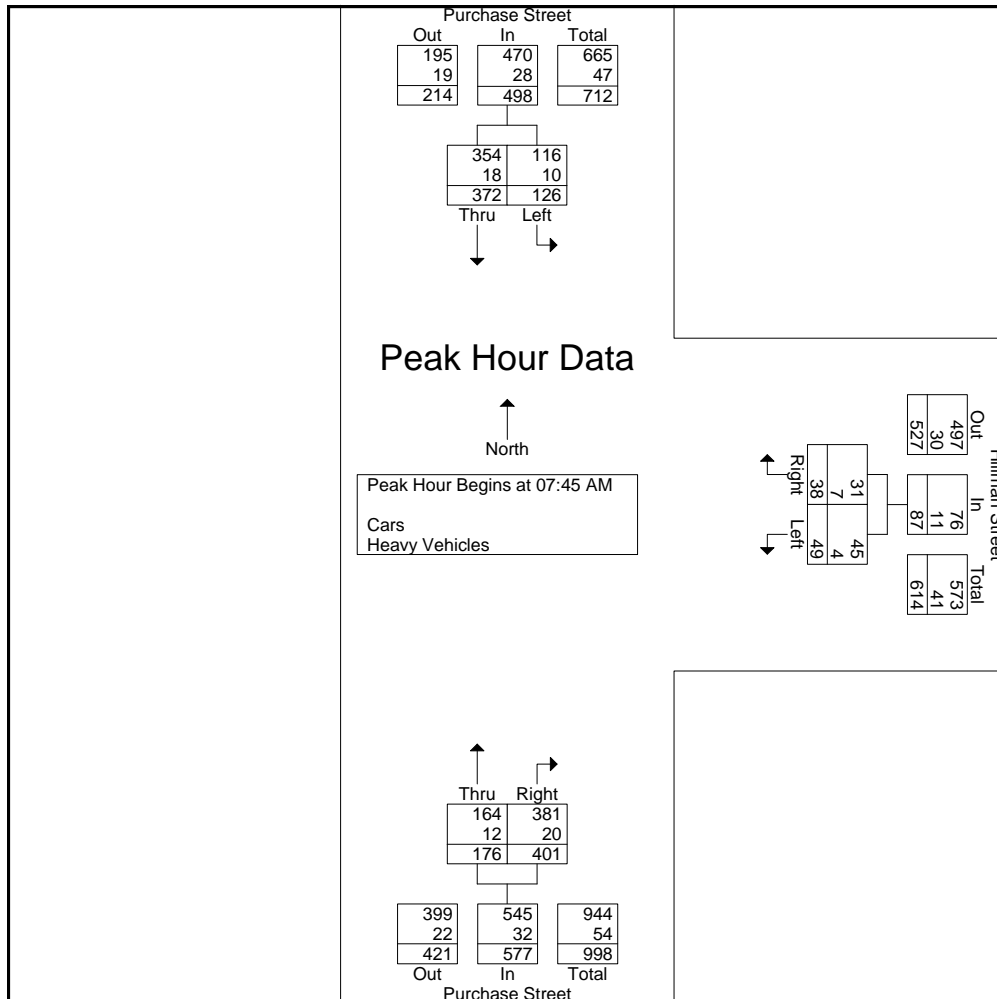 Purchase Street
Out In Total
195 470 665
19 28 47
214 498 712
354 116
18 10
372 126
Thru Left
Peak Hour Data
North
Peak Hour Begins at 07:45 AM
Cars
Heavy Vehicles
Right Left
38 49
7 4
31 45
Out In Total
497 76 573
30 11 41
527 87 614
Thru Right
164 381
12 20
176 401
399 545 944
22 32 54
421 577 998
Out In Total
Purchase Street